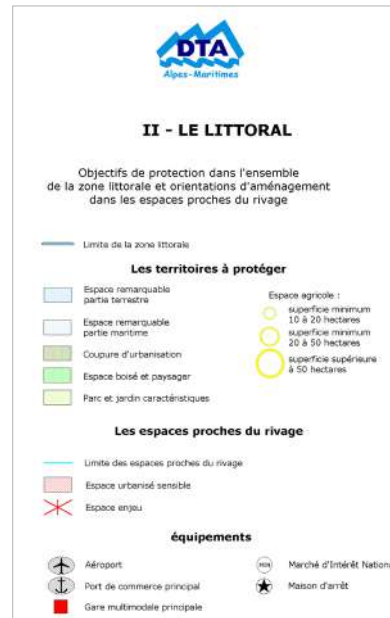 DTA
Alpes-Maritimes
II - LE LITTORAL
Objectifs de protection dans l'ensemble
de la zone littorale et orientations d'aménagement
dans les espaces proches du rivage
Limite de la zone littorale
Les territoires à protéger
Espace remarquable
partie terrestre
Espace remarquable
partie maritime
Coupure d'urbanisation
Espace boisé et paysager
Parc et jardin caractéristiques
Espace agricole :
superficie minimum
10 à 20 hectares
superficie minimum
20 à 50 hectares
superficie supérieure
à 50 hectares
Les espaces proches du rivage
Limite des espaces proches du rivage
Espace urbanisé sensible
Espace enjeu
équipements
Aéroport
Port de commerce principal
Gare multimodale principale
MIN
Marché d'Intérêt Nation
Maison d'arrêt